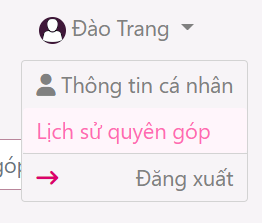 Đào Trang
Thông tin cá nhân
Lịch sử quyên góp
Đăng xuất